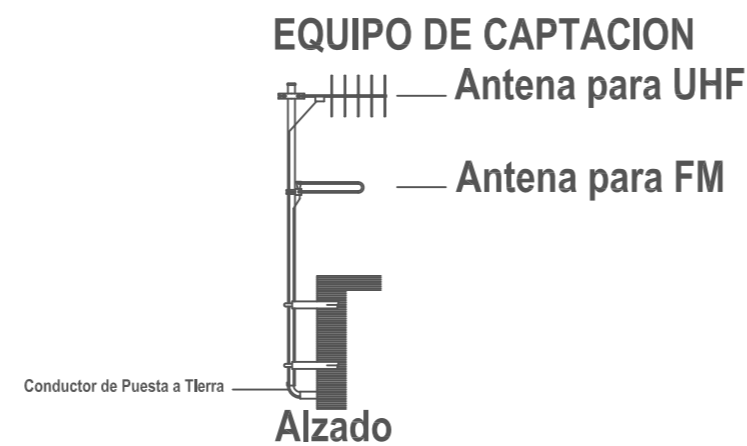 EQUIPO DE CAPTACION
Antena para UHF
Antena para FM
Conductor de Puesta a TIerra
Alzado